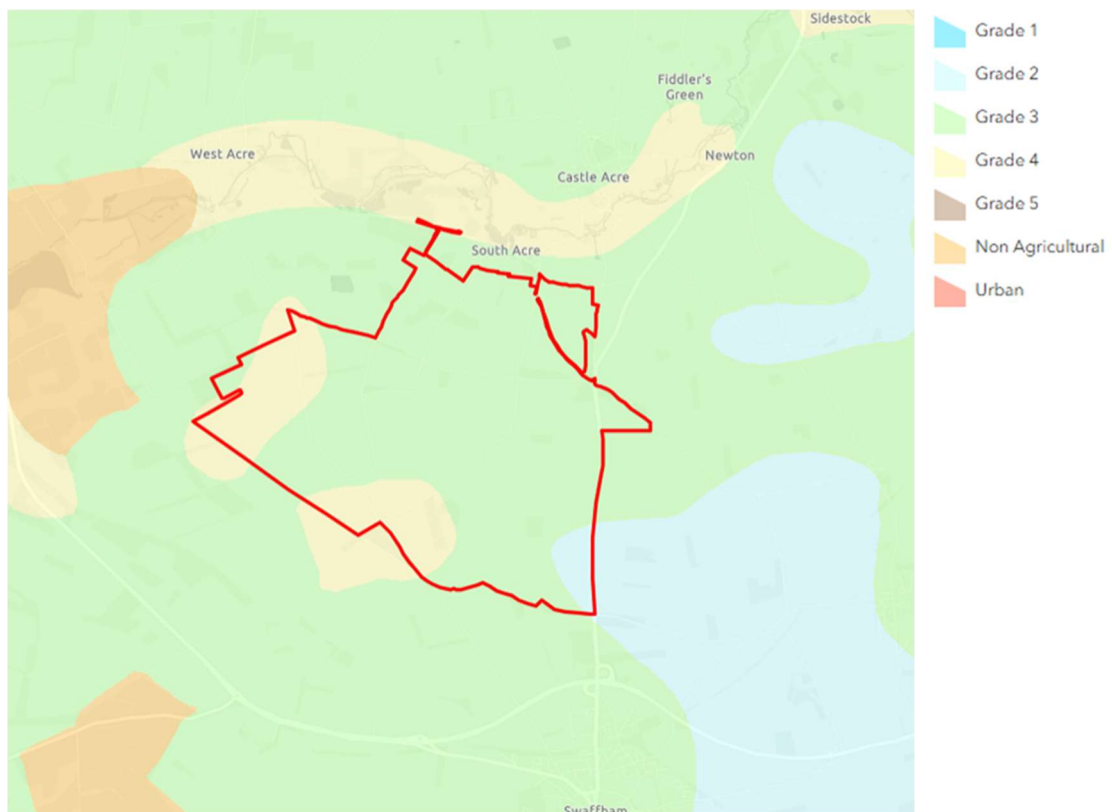 Sidestock
Fiddler's
Green
West Acre
Newton
Castle Acre
South Acre
Swaffham
Grade 1
Grade 2
Grade 3
Grade 4
Grade 5
Non Agricultural
Urban